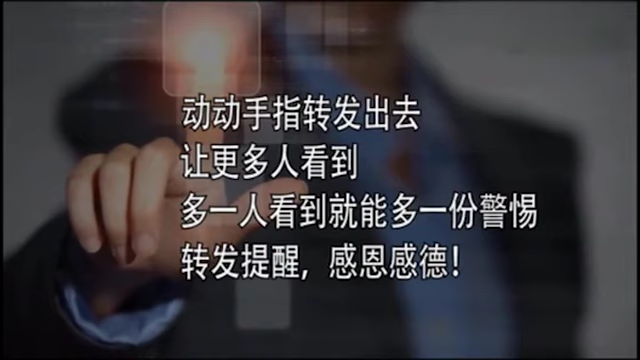 动动手指转发出去
让更多人看到
多一人看到就能多一份警惕
转发提醒，感恩感德！